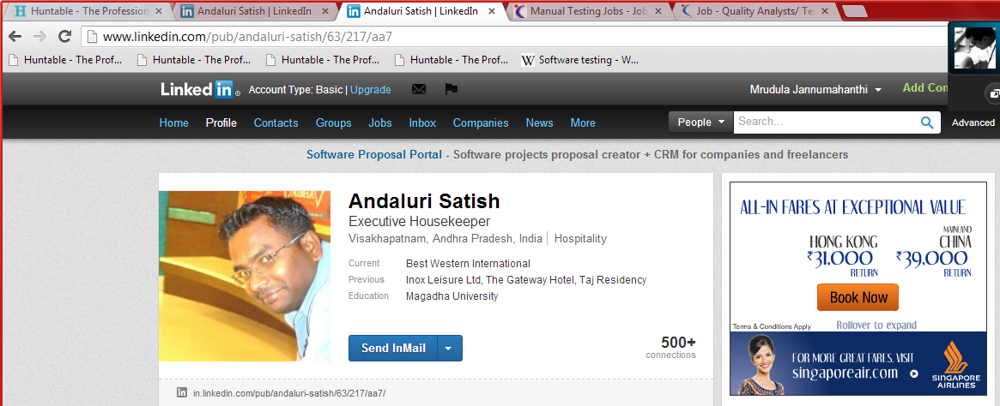 Huntable - The Profession
Andaluri Satish | LinkedIn
Andaluri Satish | LinkedIn
Manual Testing Jobs - Job
Job - Quality Analysts/ Te
www.linkedin.com/pub/andaluri-satish/63/217/aa7
Huntable - The Prof...
Huntable - The Prof...
Huntable - The Prof...
Huntable - The Prof...
W Software testing - W...
Linked in Account Type: Basic | Upgrade
Mrudula Jannumahanthi
Add Con
Home Profile Contacts Groups Jobs Inbox Companies News More
People Search... Advanced
Software Proposal Portal - Software projects proposal creator + CRM for companies and freelancers
Andaluri Satish
Executive Housekeeper
Visakhapatnam, Andhra Pradesh, India | Hospitality
Current Best Western International
Previous Inox Leisure Ltd, The Gateway Hotel, Taj Residency
Education Magadha University
Send InMail
500+
connections
in in.linkedin.com/pub/andaluri-satish/63/217/aa7/
ALL-IN FARES AT EXCEPTIONAL VALUE
HONG KONG
₹31,000
RETURN
MAINLAND
CHINA
₹39,000
RETURN
Book Now
Terms & Conditions Apply
Rollover to expand
FOR MORE GREAT FARES, VISIT
singaporeair.com
SINGAPORE
AIRLINES